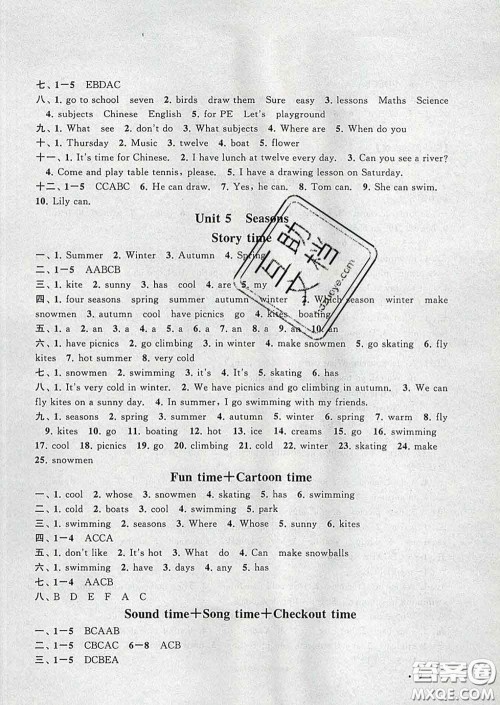 七、1—5 EBDAC
八、1. go to school seven 2. birds draw them Sure easy 3. lessons Maths Science
4. subjects Chinese English 5. for PE Let's playground
九、1. What see 2. don't do 3. What subjects 4. Where are 5. When do you
十、1. Thursday 2. Music 3. twelve 4. boat 5. flower
十一、1. It's time for Chinese. 2. I have lunch at twelve every day. 3. Can you see a river?
4. Come and play table tennis, please. 5. I have a drawing lesson on Saturday.
十二、1—5 CCABC 6. He can draw. 7. Yes, he can. 8. Tom can. 9. She can swim.
10. Lily can.
Unit 5 Seasons
Story time
一、1. Summer 2. Winter 3. Autumn 4. Spring
二、1—5 AABCB
三、1. kite 2. sunny 3. has 4. are 5. my
四、1. four seasons spring summer autumn winter 2. Which season winter make
snowmen 3. autumn cool have picnics go 4. kites boating
五、1. a 2. an 3. a 4. a 5. a 6. a 7. an 8. an 9. an 10. an
六、1. have picnics 2. go climbing 3. in winter 4. make snowmen 5. go skating 6. fly
kites 7. hot summer 8. very cold
七、1. snowmen 2. swimming 3. it's 4. It's 5. skating 6. has
八、1. It's very cold in winter. 2. We have picnics and go climbing in autumn. 3. We can
fly kites on a sunny day. 4. In summer, I go swimming with my friends.
九、1. seasons 2. spring 3. summer 4. autumn 5. winter 6. spring 7. warm 8. fly
9. kites 10. go 11. boating 12. hot 13. ice 14. creams 15. go 16. swimming
17. cool 18. picnics 19. go 20. climbing 21. cold 22. go 23. skating 24. make
25. snowmen
Fun time＋Cartoon time
一、1. cool 2. whose 3. snowmen 4. skating 5. has 6. swimming
二、1. cold 2. boats 3. cool 4. swimming 5. park
三、1. swimming 2. seasons 3. Where 4. Whose 5. sunny 6. kites
四、1—4 ACCA
五、1. don't like 2. It's hot 3. What do 4. Can make snowballs
六、1. swimming 2. have 3. days 4. it 5. skating
七、1—4 AACB
八、B D E F A C
Sound time＋Song time＋Checkout time
一、1—5 BCAAB
二、1—5 CBCAC 6—8 ACB
三、1—5 DCBEA
互助文档
答案圈
MXQE.COM